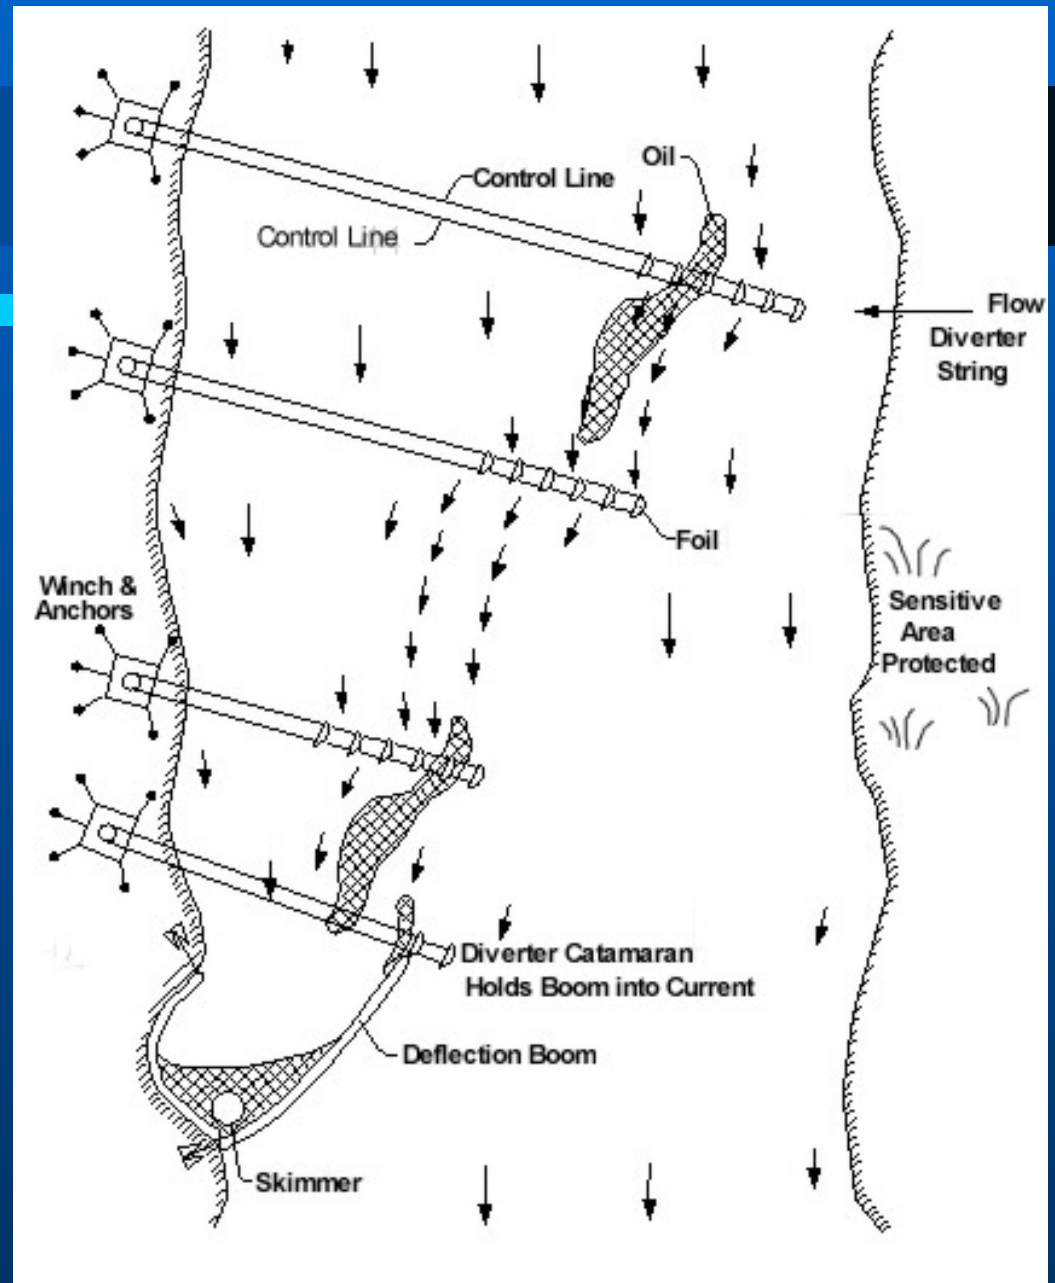 Oil
Control Line
Control Line
Flow
Diverter
String
Foil
Winch &
Anchors
Sensitive
Area
Protected
Diverter Catamaran
Holds Boom into Current
Deflection Boom
Skimmer